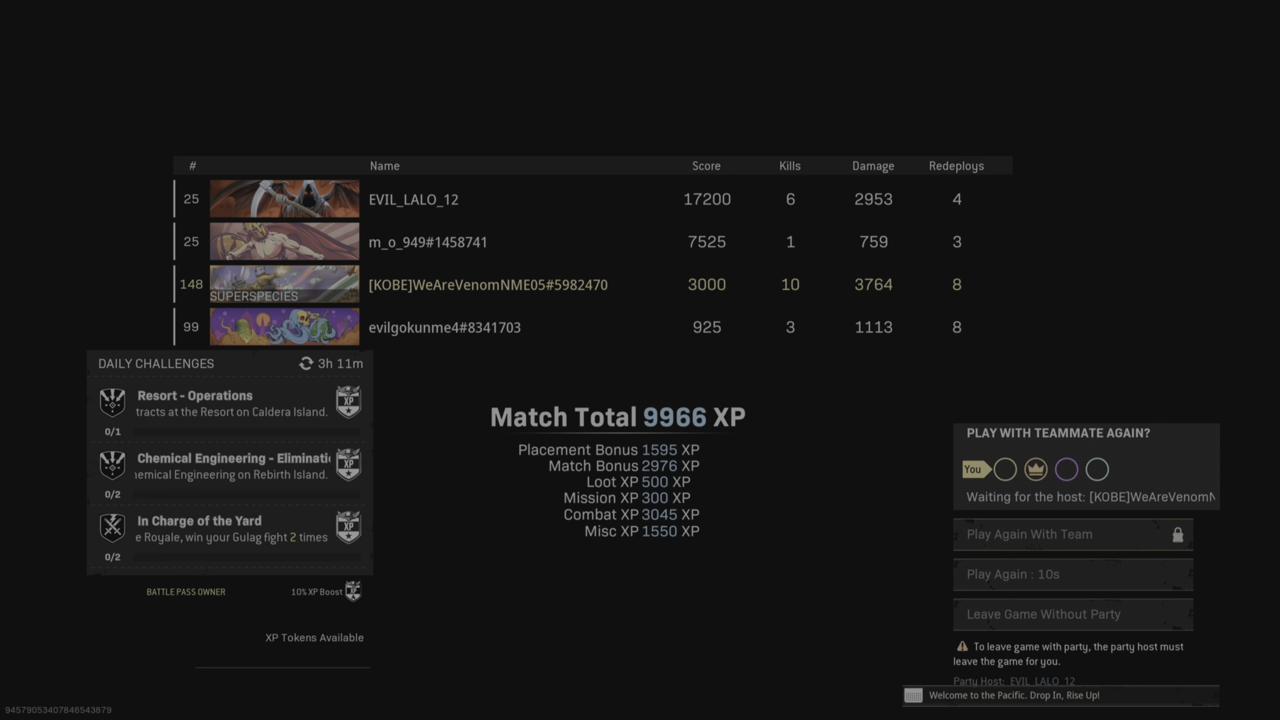 # Name Score Kills Damage Redeploys
25 EVIL_LALO_12 17200 6 2953 4
25 m_o_949#1458741 7525 1 759 3
148 SUPERSPECIES [KOBE]WeAreVenomNME05#5982470 3000 10 3764 8
99 evilgokunme4#8341703 925 3 1113 8
DAILY CHALLENGES 3h 11m
Resort - Operations
tracts at the Resort on Caldera Island.
XP
0/1
Chemical Engineering - Eliminati
hemical Engineering on Rebirth Island.
XP
0/2
In Charge of the Yard
e Royale, win your Gulag fight 2 times
XP
0/2
BATTLE PASS OWNER 10% XP Boost
XP Tokens Available
Match Total 9966 XP
Placement Bonus 1595 XP
Match Bonus 2976 XP
Loot XP 500 XP
Mission XP 300 XP
Combat XP 3045 XP
Misc XP 1550 XP
PLAY WITH TEAMMATE AGAIN?
You
Waiting for the host: [KOBE]WeAreVenomN
Play Again With Team
Play Again : 10s
Leave Game Without Party
To leave game with party, the party host must
leave the game for you.
Party Host: EVIL_LALO_12
Welcome to the Pacific. Drop In, Rise Up!
94579053407846543879